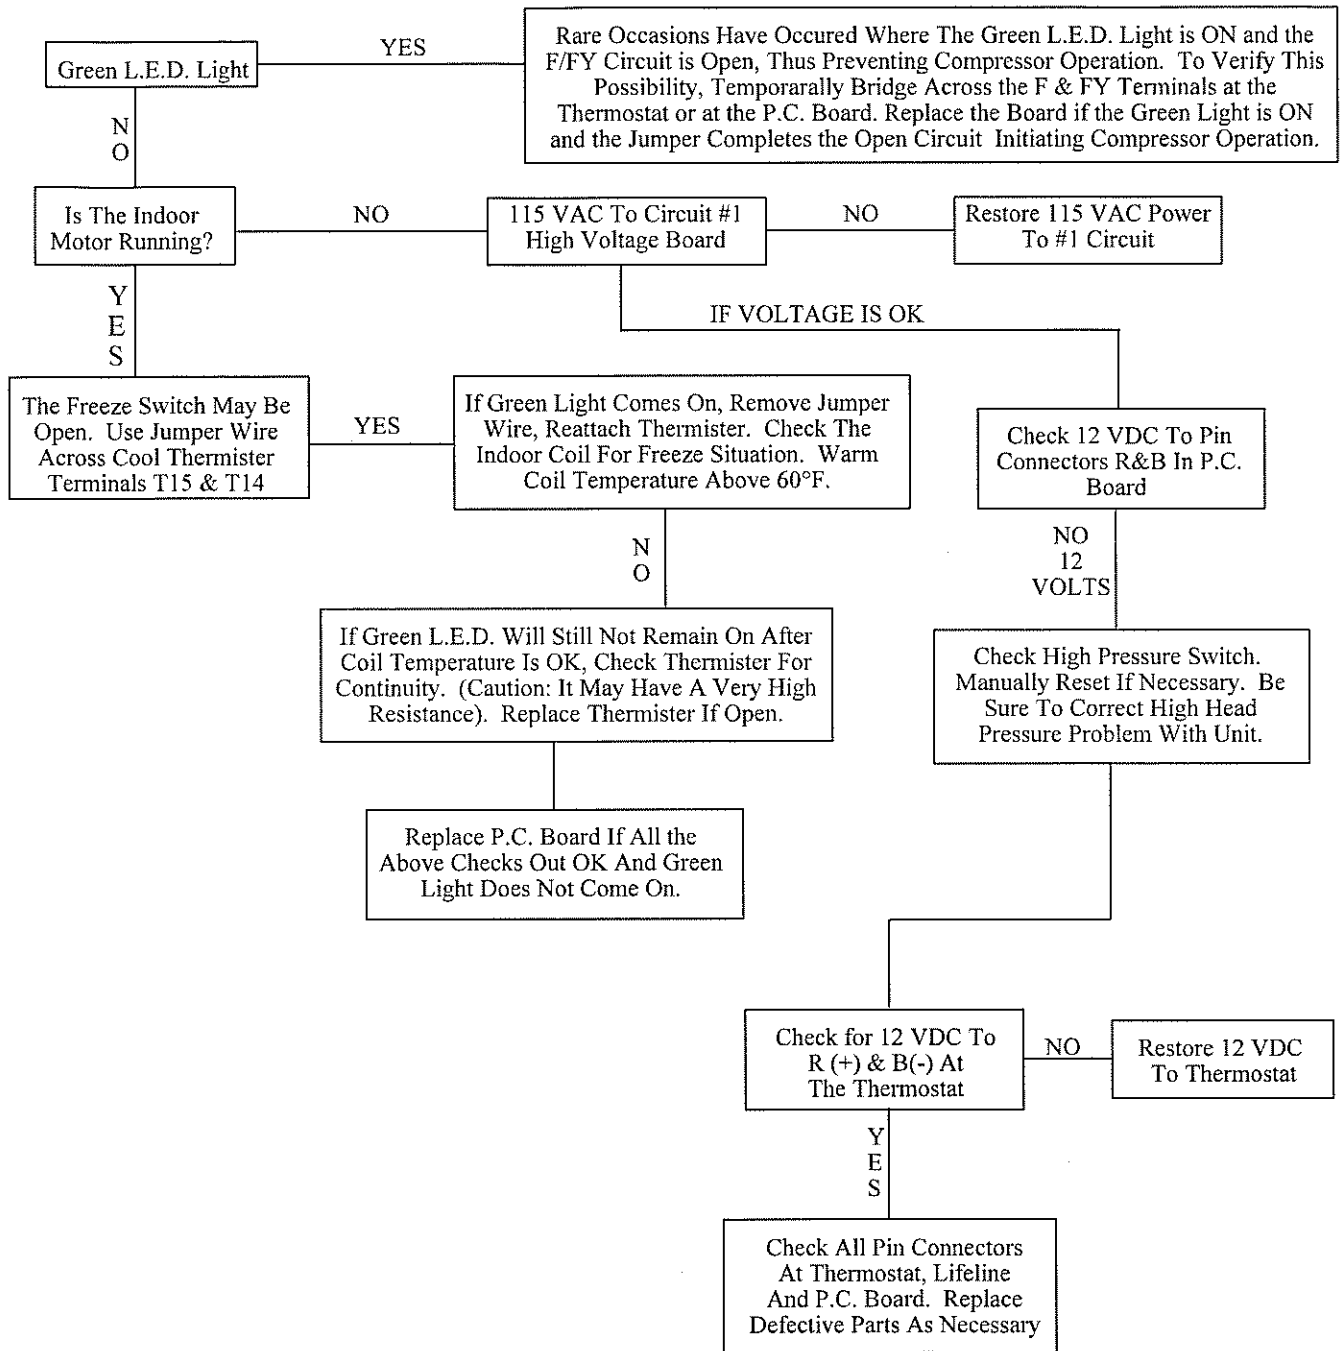 Green L.E.D. Light
YES
Rare Occasions Have Occured Where The Green L.E.D. Light is ON and the
F/FY Circuit is Open, Thus Preventing Compressor Operation. To Verify This
Possibility, Temporarally Bridge Across the F & FY Terminals at the
Thermostat or at the P.C. Board. Replace the Board if the Green Light is ON
and the Jumper Completes the Open Circuit Initiating Compressor Operation.
N
O
Is The Indoor
Motor Running?
NO
115 VAC To Circuit #1
High Voltage Board
NO
Restore 115 VAC Power
To #1 Circuit
Y
E
S
IF VOLTAGE IS OK
The Freeze Switch May Be
Open. Use Jumper Wire
Across Cool Thermister
Terminals T15 & T14
YES
If Green Light Comes On, Remove Jumper
Wire, Reattach Thermister. Check The
Indoor Coil For Freeze Situation. Warm
Coil Temperature Above 60°F.
Check 12 VDC To Pin
Connectors R&B In P.C.
Board
N
O
NO
12
VOLTS
If Green L.E.D. Will Still Not Remain On After
Coil Temperature Is OK, Check Thermister For
Continuity. (Caution: It May Have A Very High
Resistance). Replace Thermister If Open.
Check High Pressure Switch.
Manually Reset If Necessary. Be
Sure To Correct High Head
Pressure Problem With Unit.
Replace P.C. Board If All the
Above Checks Out OK And Green
Light Does Not Come On.
Check for 12 VDC To
R (+) & B(-) At
The Thermostat
NO
Restore 12 VDC
To Thermostat
Y
E
S
Check All Pin Connectors
At Thermostat, Lifeline
And P.C. Board. Replace
Defective Parts As Necessary